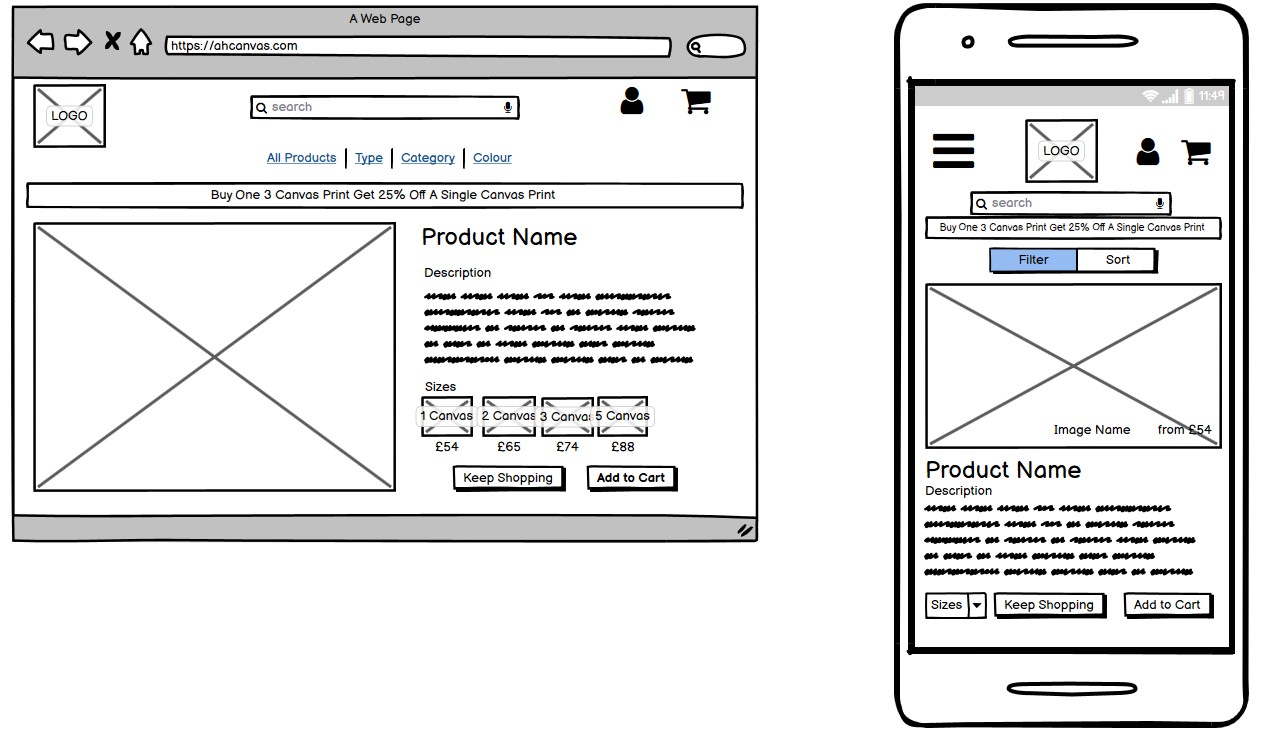 A Web Page
https://ahcanvas.com
LOGO
search
All Products Type Category Colour
Buy One 3 Canvas Print Get 25% Off A Single Canvas Print
Product Name
Description
Sizes
1 Canvas 2 Canvas 3 Canvas 5 Canvas
£54 £65 £74 £88
Keep Shopping Add to Cart
11:49
LOGO
search
Buy One 3 Canvas Print Get 25% Off A Single Canvas Print
Filter Sort
Image Name from £54
Product Name
Description
Sizes Keep Shopping Add to Cart